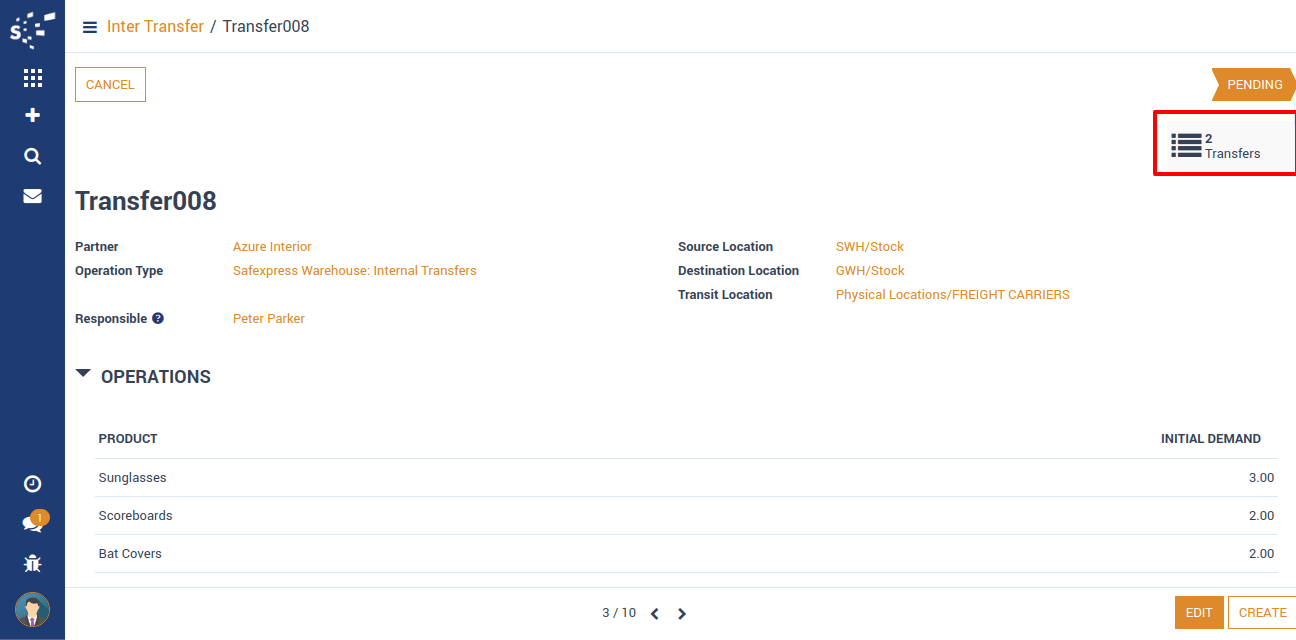 s
Inter Transfer / Transfer008
CANCEL
PENDING
2
Transfers
Transfer008
Partner Azure Interior Source Location SWH/Stock
Operation Type Safexpress Warehouse: Internal Transfers Destination Location GWH/Stock
Transit Location Physical Locations/FREIGHT CARRIERS
Responsible ? Peter Parker
OPERATIONS
PRODUCT INITIAL DEMAND
Sunglasses 3.00
Scoreboards 2.00
Bat Covers 2.00
1
3 / 10
EDIT CREATE